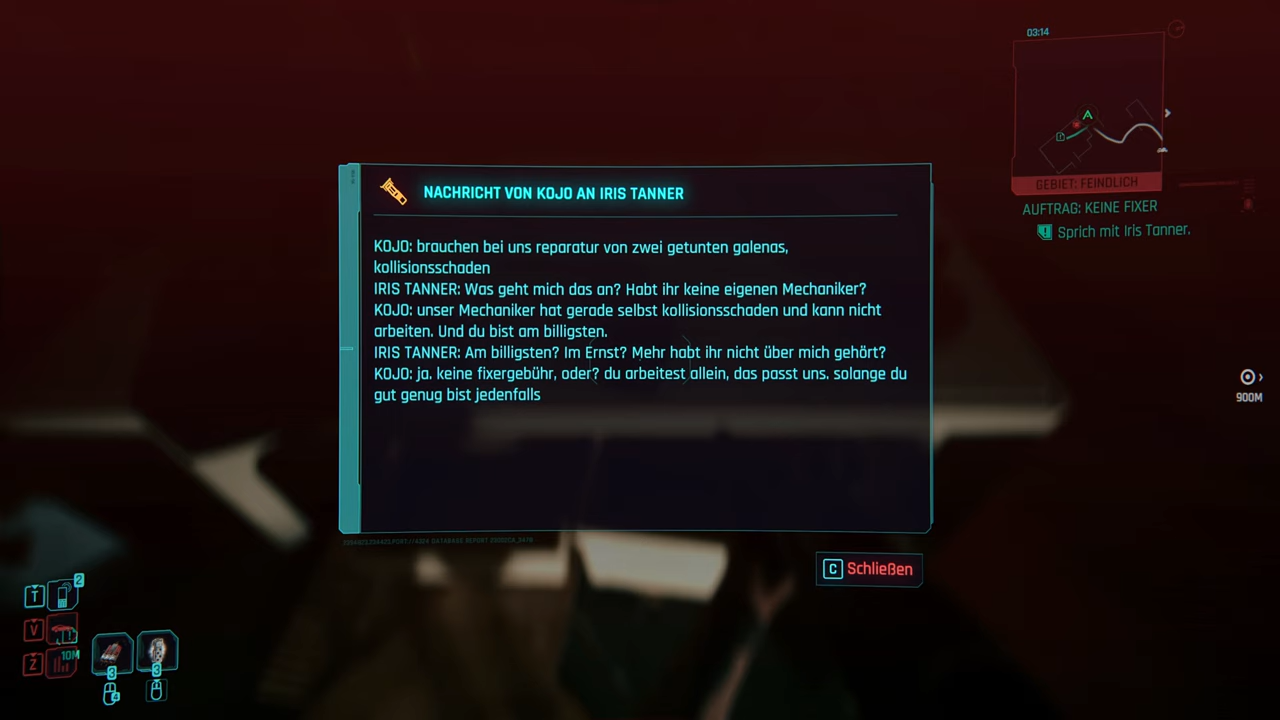 03:14
GEBIET: FEINDLICH
AUFTRAG: KEINE FIXER
Sprich mit Iris Tanner.
NACHRICHT VON KOJO AN IRIS TANNER
KOJO: brauchen bei uns reparatur von zwei getunten galenas,
kollisionsschaden
IRIS TANNER: Was geht mich das an? Habt ihr keine eigenen Mechaniker?
KOJO: unser Mechaniker hat gerade selbst kollisionsschaden und kann nicht
arbeiten. Und du bist am billigsten.
IRIS TANNER: Am billigsten? Im Ernst? Mehr habt ihr nicht über mich gehört?
KOJO: ja. keine fixergebühr, oder? du arbeitest allein, das passt uns. solange du
gut genug bist jedenfalls
900M
C Schließen
T 2
V
Z 10M
3 3
4